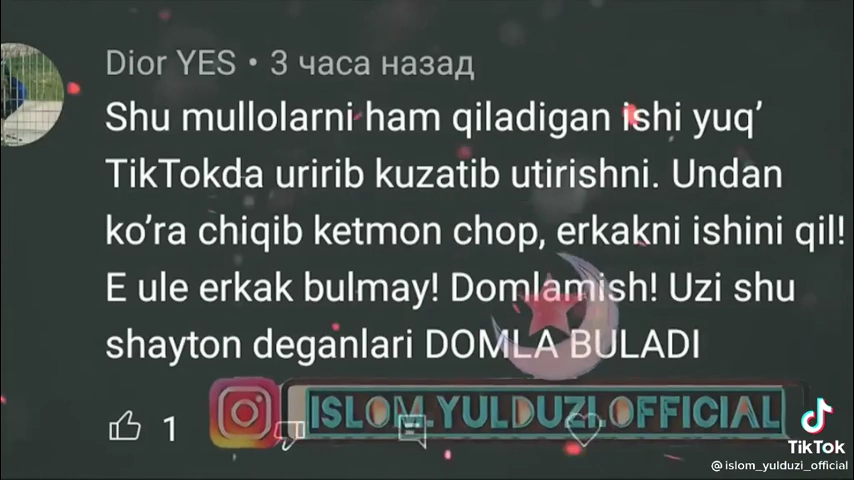 Dior YES • 3 часа назад
Shu mullolarni ham qiladigan ishi yuq’
TikTokda uririb kuzatib utirishni. Undan
ko’ra chiqib ketmon chop, erkakni ishini qil!
E ule erkak bulmay! Domlamish! Uzi shu
shayton deganlari DOMLA BULADI
1
ISLOM.YULDUZI.OFFICIAL
TikTok
@islom_yulduzi_official